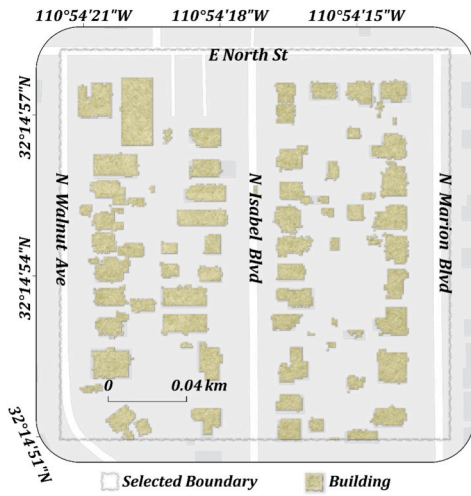 110°54'21"W 110°54'18"W 110°54'15"W
E North St
32°14'57"N
N Walnut Ave
N Isabel Blvd
N Marion Blvd
32°14'54"N
0 0.04 km
32°14'51"N
Selected Boundary Building